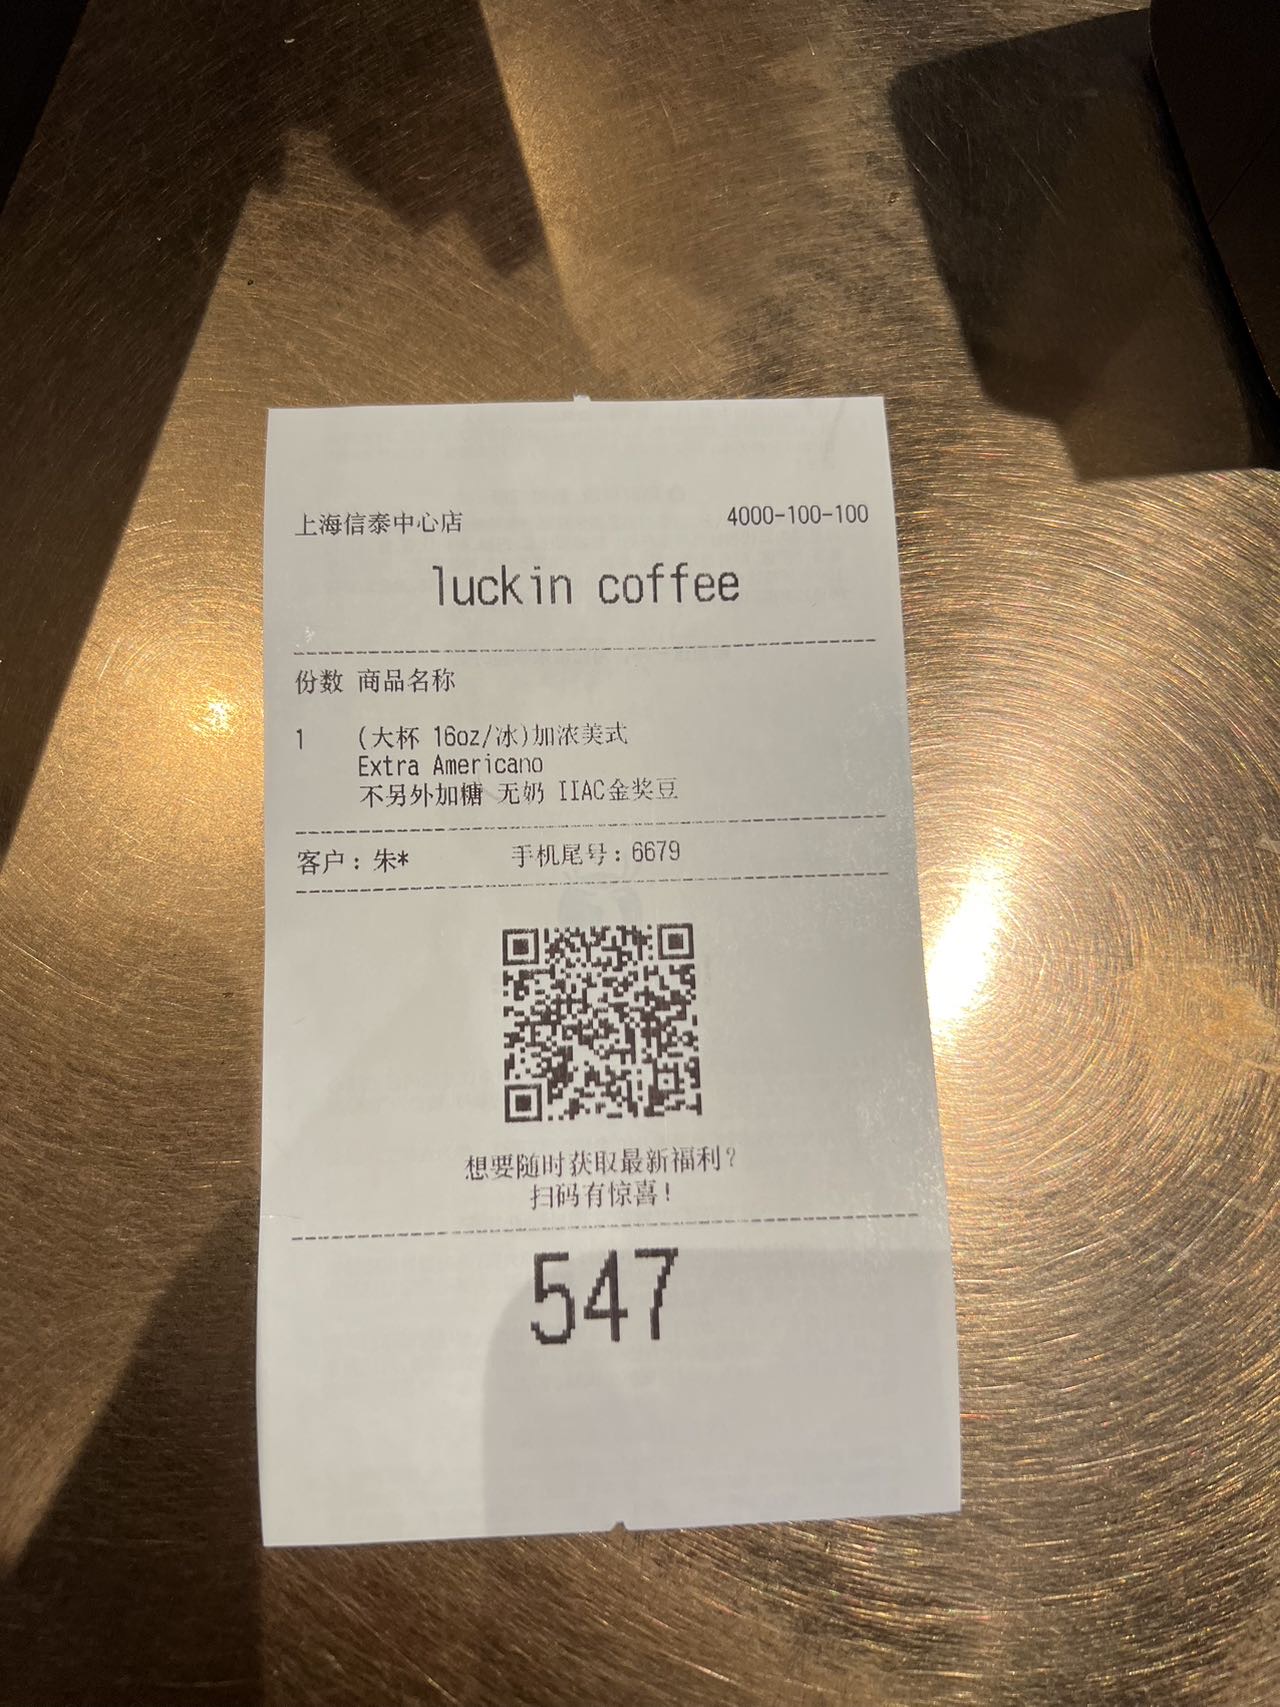 上海信泰中心店 4000-100-100
luckin coffee
份数 商品名称
1 (大杯 16oz/冰)加浓美式
Extra Americano
不另外加糖 无奶 IIAC金奖豆
客户：朱* 手机尾号：6679
想要随时获取最新福利？
扫码有惊喜！
547